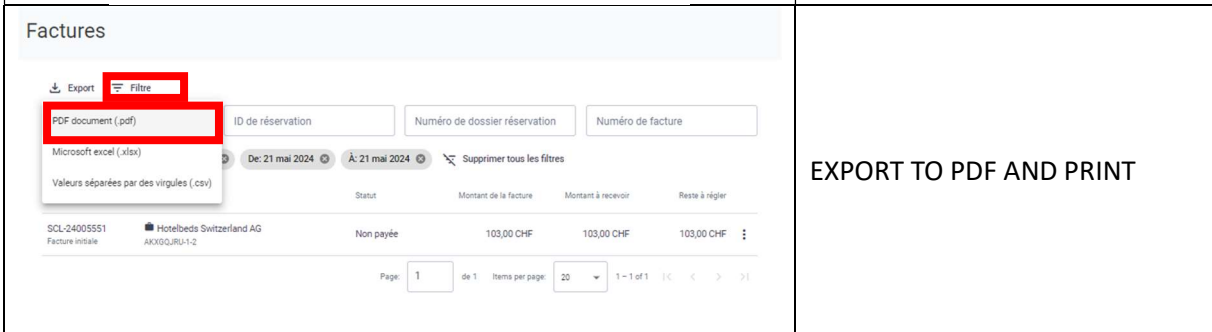 Factures
Export Filtre
PDF document (.pdf)
Microsoft excel (.xlsx)
Valeurs séparées par des virgules (.csv)
ID de réservation Numéro de dossier réservation Numéro de facture
De: 21 mai 2024 À: 21 mai 2024 Supprimer tous les filtres
Statut Montant de la facture Montant à recevoir Reste à régler
SCL-24005551 Hotelbeds Switzerland AG Non payée 103,00 CHF 103,00 CHF 103,00 CHF
Facture initiale AKXGQJRU-1-2
Page: 1 de 1 Items per page: 20 1 – 1 of 1
EXPORT TO PDF AND PRINT